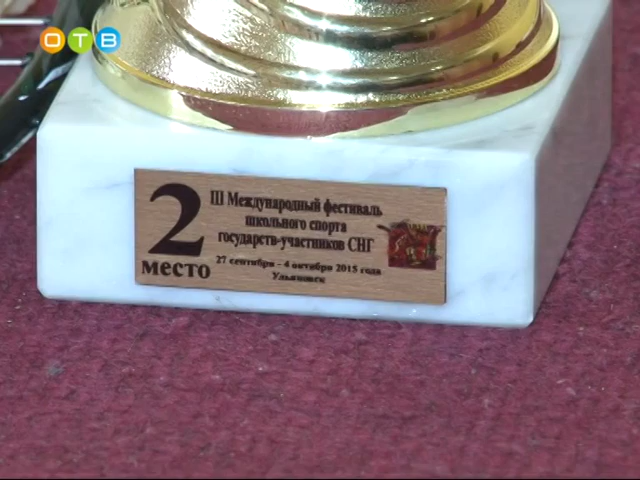 ОТВ
2
место
III Международный фестиваль
школьного спорта
государств-участников СНГ
27 сентября - 4 октября 2015 года
Ульяновск